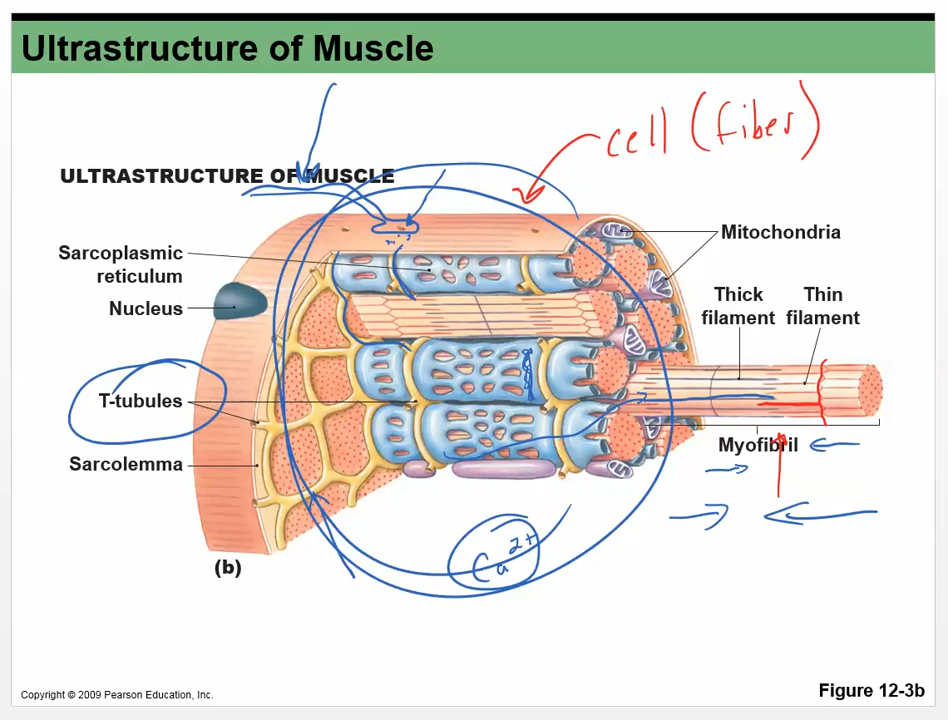 Ultrastructure of Muscle
cell (fiber)
ULTRASTRUCTURE OF MUSCLE
Sarcoplasmic
reticulum
Nucleus
T-tubules
Sarcolemma
Mitochondria
Thick
filament
Thin
filament
Myofibril
Ca2+
(b)
Copyright © 2009 Pearson Education, Inc.
Figure 12-3b